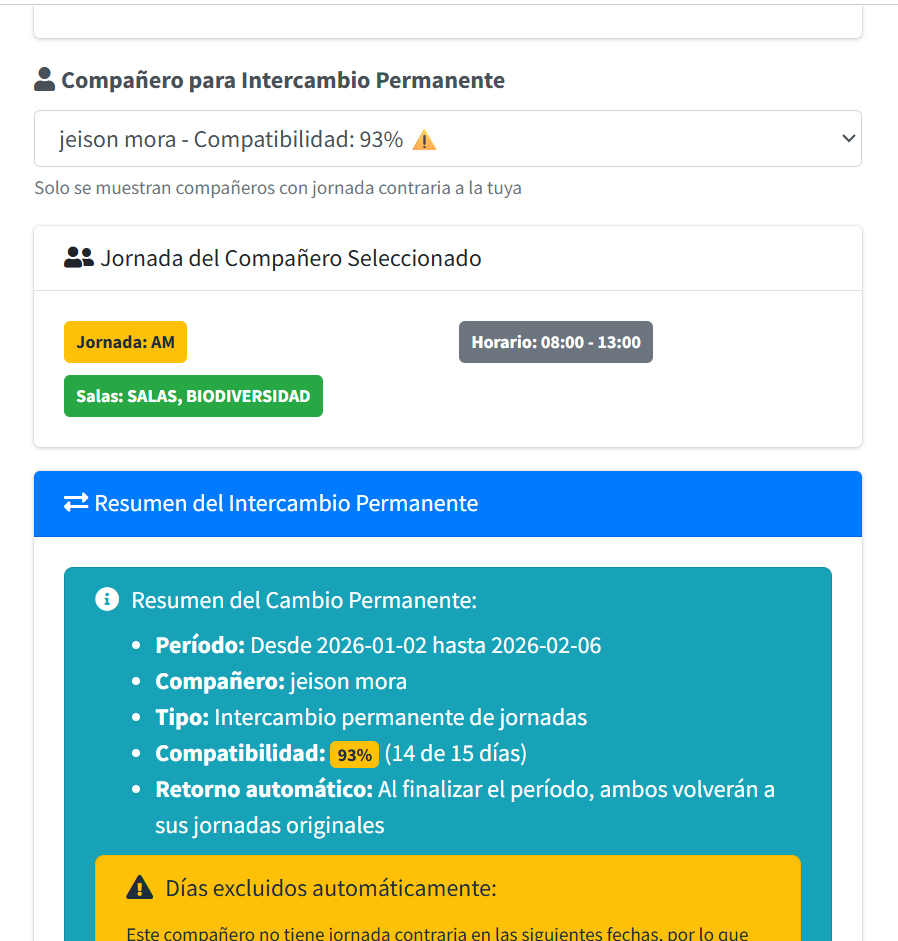 Compañero para Intercambio Permanente
jeison mora - Compatibilidad: 93% ⚠️
Solo se muestran compañeros con jornada contraria a la tuya
Jornada del Compañero Seleccionado
Jornada: AM
Horario: 08:00 - 13:00
Salas: SALAS, BIODIVERSIDAD
Resumen del Intercambio Permanente
Resumen del Cambio Permanente:
• Período: Desde 2026-01-02 hasta 2026-02-06
• Compañero: jeison mora
• Tipo: Intercambio permanente de jornadas
• Compatibilidad: 93% (14 de 15 días)
• Retorno automático: Al finalizar el período, ambos volverán a
sus jornadas originales
Días excluidos automáticamente:
Este compañero no tiene jornada contraria en las siguientes fechas, por lo que